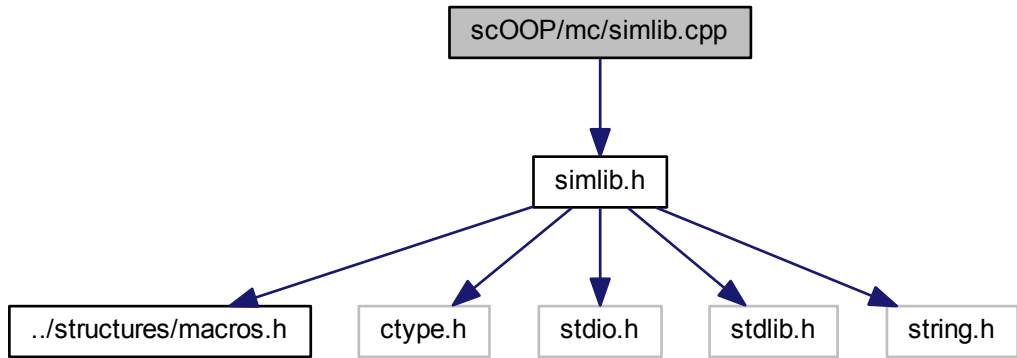 scOOP/mc/simlib.cpp
simlib.h
../structures/macros.h
ctype.h
stdio.h
stdlib.h
string.h